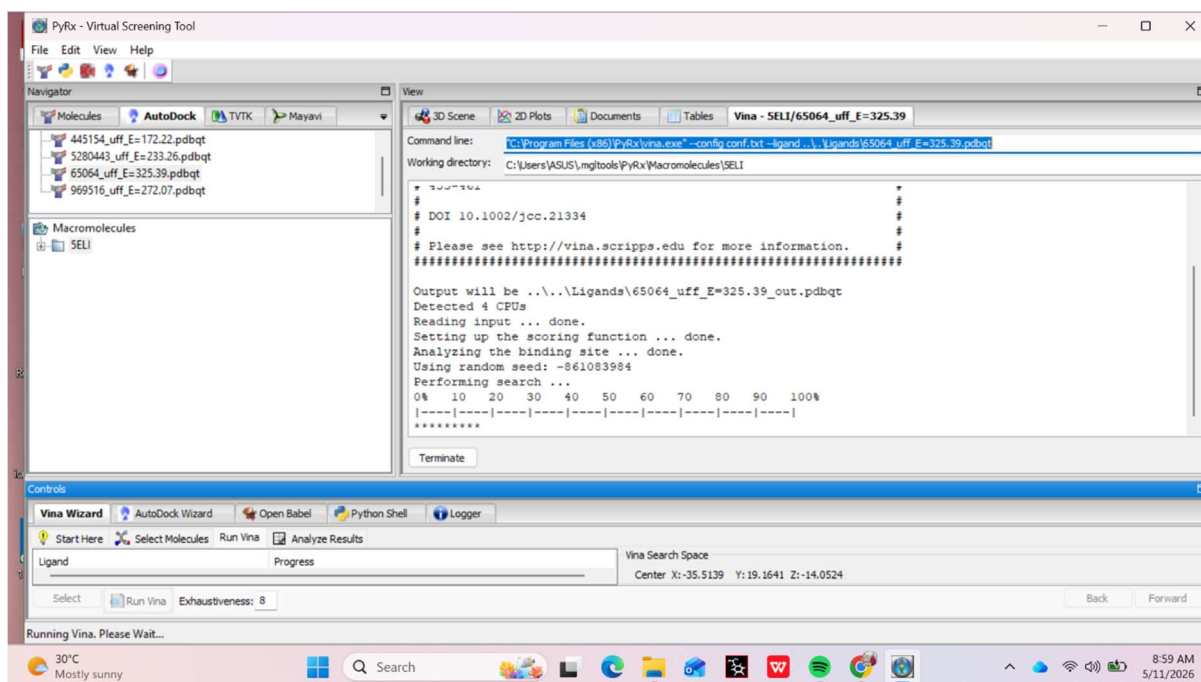 PyRx - Virtual Screening Tool
File Edit View Help
Navigator
Molecules AutoDock TVTK Mayavi
445154_uff_E=172.22.pdbqt
5280443_uff_E=233.26.pdbqt
65064_uff_E=325.39.pdbqt
969516_uff_E=272.07.pdbqt
Macromolecules
5ELI
View
3D Scene 2D Plots Documents Tables Vina - 5ELI/65064_uff_E=325.39
Command line: "C:\Program Files (x86)\PyRx\vina.exe" --config conf.txt --ligand ..\..\Ligands\65064_uff_E=325.39.pdbqt
Working directory: C:\Users\ASUS\.mgltools\PyRx\Macromolecules\5ELI
# 455-461 #
# #
# DOI 10.1002/jcc.21334 #
# #
# Please see http://vina.scripps.edu for more information. #
#################################################################
Output will be ..\..\Ligands\65064_uff_E=325.39_out.pdbqt
Detected 4 CPUs
Reading input ... done.
Setting up the scoring function ... done.
Analyzing the binding site ... done.
Using random seed: -861083984
Performing search ...
0% 10 20 30 40 50 60 70 80 90 100%
|----|----|----|----|----|----|----|----|----|----|
*********
Terminate
Controls
Vina Wizard AutoDock Wizard Open Babel Python Shell Logger
Start Here Select Molecules Run Vina Analyze Results
Ligand Progress
Vina Search Space
Center X:-35.5139 Y:19.1641 Z:-14.0524
Select Run Vina Exhaustiveness: 8 Back Forward
Running Vina. Please Wait...
30°C
Mostly sunny
Search
8:59 AM
5/11/2026